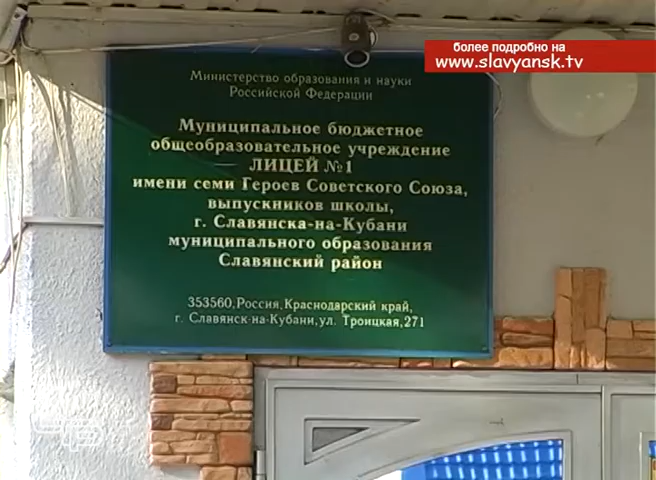 более подробно на
www.slavyansk.tv
Министерство образования и науки
Российской Федерации
Муниципальное бюджетное
общеобразовательное учреждение
ЛИЦЕЙ №1
имени семи Героев Советского Союза,
выпускников школы,
г. Славянска-на-Кубани
муниципального образования
Славянский район
353560,Россия,Краснодарский край,
г. Славянск-на-Кубани,ул. Троицкая,271